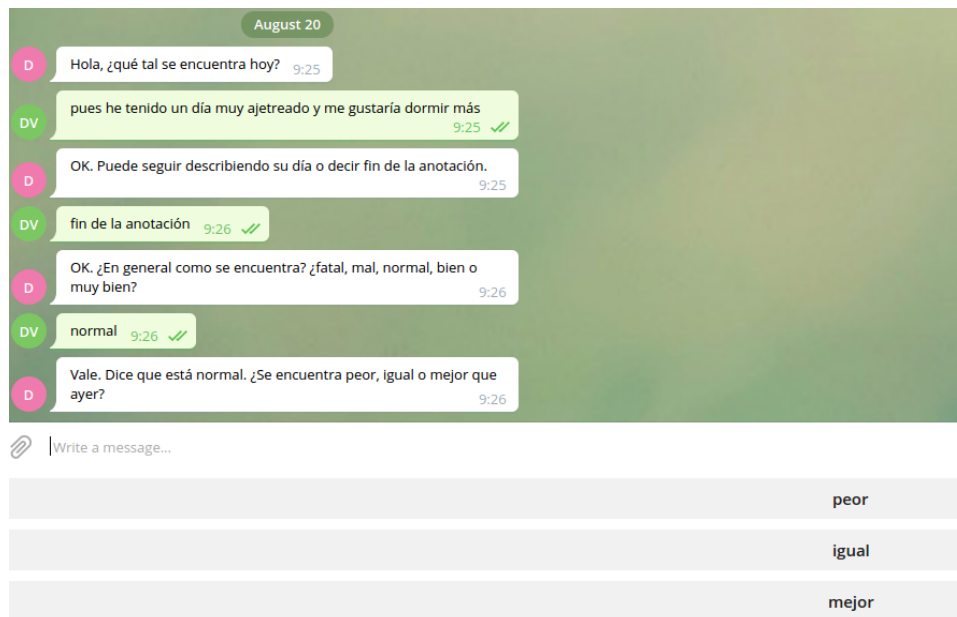 August 20
D
Hola, ¿qué tal se encuentra hoy? 9:25
DV
pues he tenido un día muy ajetreado y me gustaría dormir más
9:25
D
OK. Puede seguir describiendo su día o decir fin de la anotación.
9:25
DV
fin de la anotación 9:26
D
OK. ¿En general como se encuentra? ¿fatal, mal, normal, bien o
muy bien? 9:26
DV
normal 9:26
D
Vale. Dice que está normal. ¿Se encuentra peor, igual o mejor que
ayer? 9:26
Write a message...
peor
igual
mejor